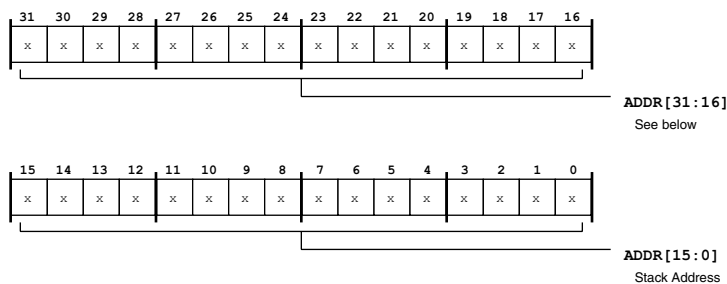 31 30 29 28 27 26 25 24 23 22 21 20 19 18 17 16
x x x x x x x x x x x x x x x x
ADDR[31:16]
See below
15 14 13 12 11 10 9 8 7 6 5 4 3 2 1 0
x x x x x x x x x x x x x x x x
ADDR[15:0]
Stack Address